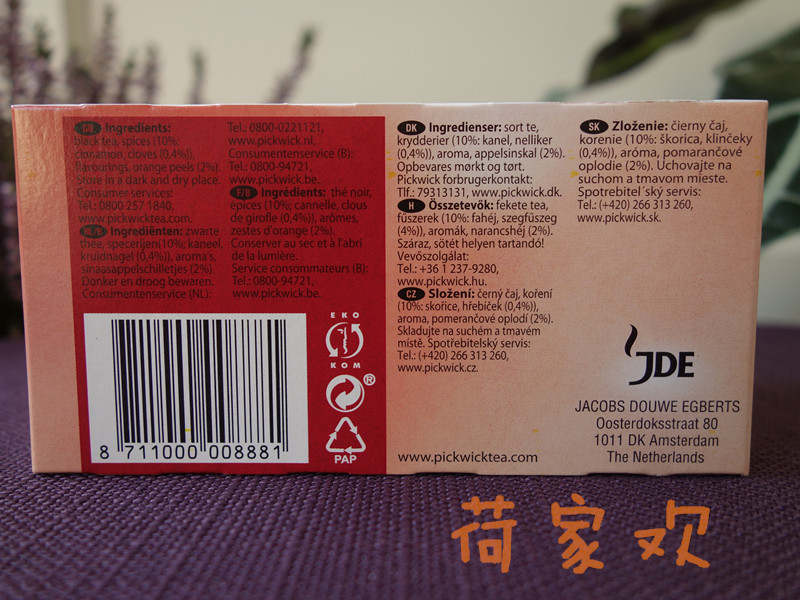 GB Ingredients:
black tea, spices (10%:
cinnamon, cloves (0,4%)),
flavourings, orange peels (2%).
Store in a dark and dry place.
Consumer services:
Tel: 0800 257 1840,
www.pickwicktea.com.
NL/B Ingrediënten: zwarte
thee, specerijen(10%; kaneel,
kruidnagel (0,4%)), aroma's,
sinaasappelschilletjes (2%).
Donker en droog bewaren.
Consumentenservice (NL):
Tel.: 0800-0221121,
www.pickwick.nl.
Consumentenservice (B):
Tel.: 0800-94721,
www.pickwick.be.
F/B Ingrédients: thé noir,
épices (10%; cannelle, clous
de girofle (0,4%)), arômes,
zestes d'orange (2%).
Conserver au sec et à l'abri
de la lumière.
Service consommateurs (B):
Tel.: 0800-94721,
www.pickwick.be.
DK Ingredienser: sort te,
krydderier (10%: kanel, nelliker
(0,4%)), aroma, appelsinskal (2%).
Opbevares mørkt og tørt.
Pickwick forbrugerkontakt:
Tlf.: 79313131, www.pickwick.dk.
H Összetevők: fekete tea,
fűszerek (10%: fahéj, szegfűszeg
(4%)), aromák, narancshéj (2%).
Száraz, sötét helyen tartandó!
Vevőszolgálat:
Tel.: +36 1 237-9280,
www.pickwick.hu.
CZ Složení: černý čaj, koření
(10%: skořice, hřebíček (0,4%)),
aroma, pomerančové oplodí (2%).
Skladujte na suchém a tmavém
místě. Spotřebitelský servis:
Tel.: (+420) 266 313 260,
www.pickwick.cz.
SK Zloženie: čierny čaj,
korenie (10%: škorica, klinčeky
(0,4%)), aróma, pomarančové
oplodie (2%). Uchovajte na
suchom a tmavom mieste.
Spotrebiteľ´ský servis:
Tel.: (+420) 266 313 260,
www.pickwick.sk.
EKO
KOM
®
PAP
8 711000 008881
www.pickwicktea.com
JDE
JACOBS DOUWE EGBERTS
Oosterdoksstraat 80
1011 DK Amsterdam
The Netherlands
荷家欢